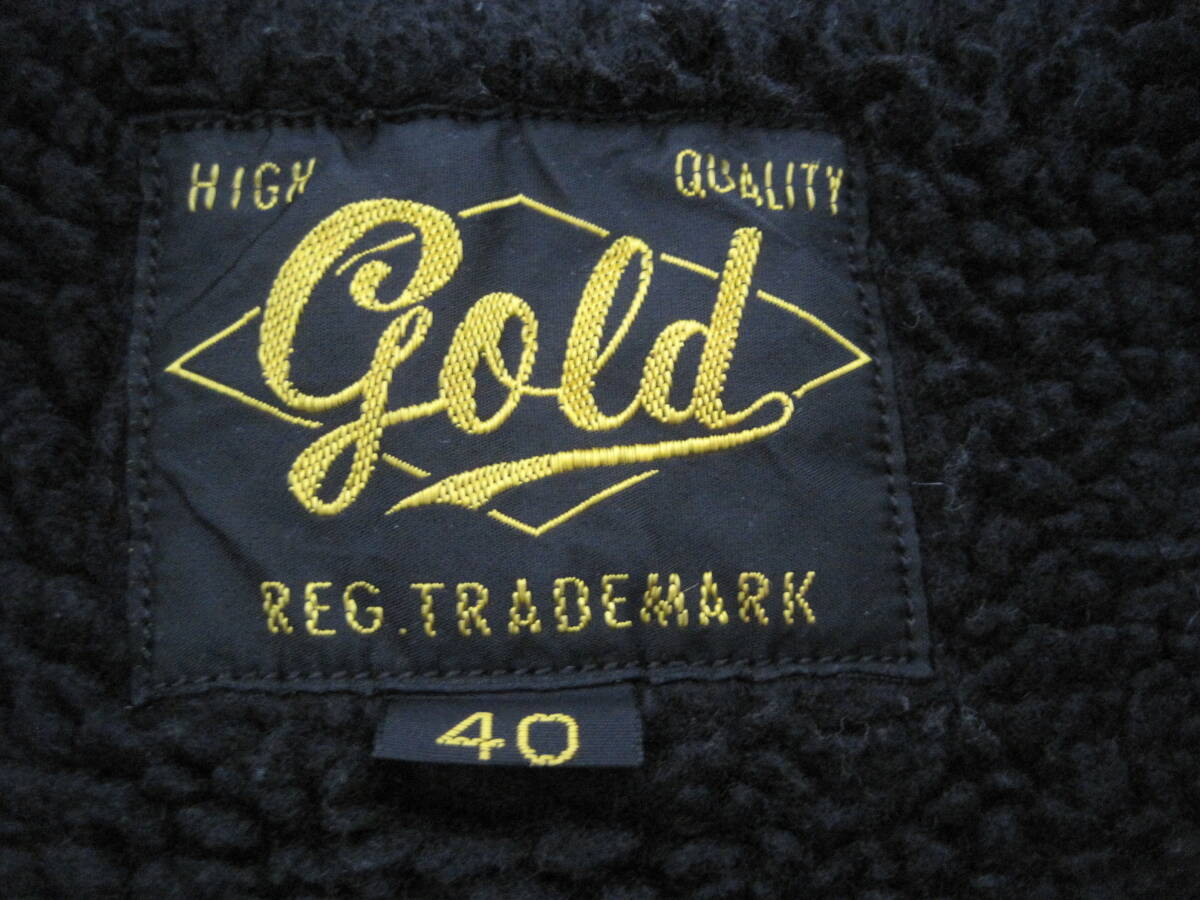 HIGH QUALITY
Gold
REG. TRADEMARK
40